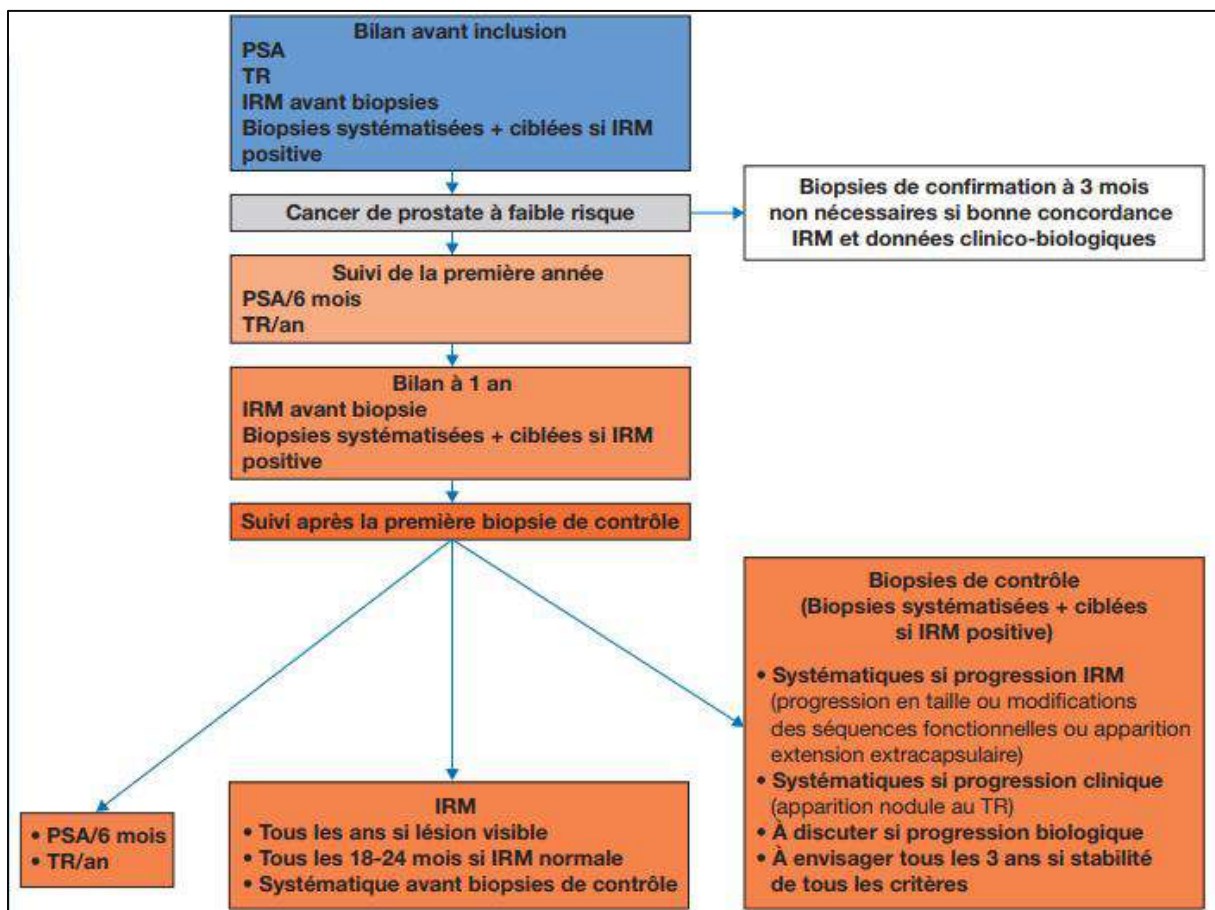 Bilan avant inclusion
PSA
TR
IRM avant biopsies
Biopsies systématisées + ciblées si IRM
positive
Cancer de prostate à faible risque
Biopsies de confirmation à 3 mois
non nécessaires si bonne concordance
IRM et données clinico-biologiques
Suivi de la première année
PSA/6 mois
TR/an
Bilan à 1 an
IRM avant biopsie
Biopsies systématisées + ciblées si IRM
positive
Suivi après la première biopsie de contrôle
• PSA/6 mois
• TR/an
IRM
• Tous les ans si lésion visible
• Tous les 18-24 mois si IRM normale
• Systématique avant biopsies de contrôle
Biopsies de contrôle
(Biopsies systématisées + ciblées
si IRM positive)
• Systématiques si progression IRM
(progression en taille ou modifications
des séquences fonctionnelles ou apparition
extension extracapsulaire)
• Systématiques si progression clinique
(apparition nodule au TR)
• À discuter si progression biologique
• À envisager tous les 3 ans si stabilité
de tous les critères